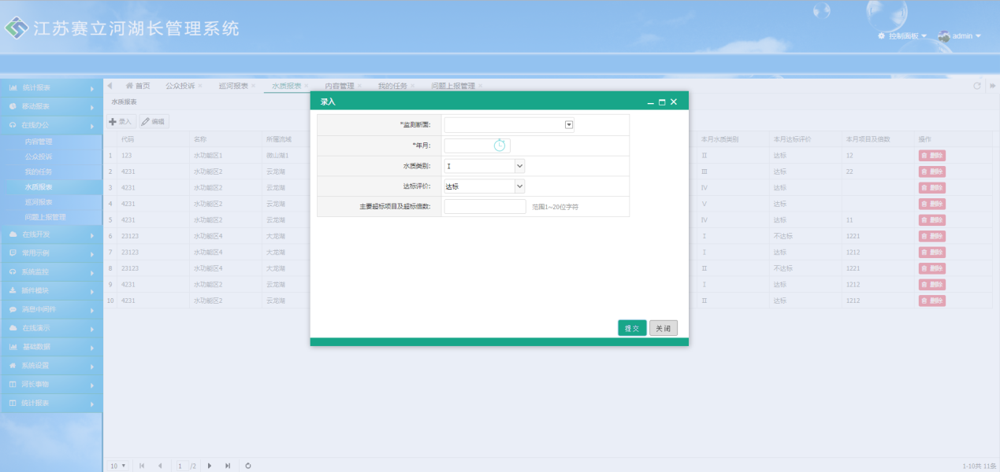 江苏赛立河湖长管理系统
控制面板 admin
统计报表
移动报表
在线办公
内容管理
公众投诉
我的任务
水质报表
巡河报表
问题上报管理
在线开发
常用示例
系统监控
插件模块
消息中间件
在线演示
基础数据
系统设置
河长事物
统计报表
首页 公众投诉 巡河报表 水质报表 内容管理 我的任务 问题上报管理
水质报表
录入 编辑
代码 名称 所属流域 本月水质类别 本月达标评价 本月项目及倍数 操作
1 123 水功能区1 微山湖1 II 达标 12 删除
2 4231 水功能区2 云龙湖 III 达标 22 删除
3 4231 水功能区2 云龙湖 IV 达标 删除
4 4231 水功能区2 云龙湖 V 达标 删除
5 4231 水功能区2 云龙湖 IV 达标 11 删除
6 23123 水功能区4 大龙湖 I 不达标 1221 删除
7 23123 水功能区4 大龙湖 I 达标 1212 删除
8 23123 水功能区4 大龙湖 II 不达标 1221 删除
9 4231 水功能区2 云龙湖 I 达标 1212 删除
10 4231 水功能区2 云龙湖 II 达标 1212 删除
录入
*监测断面:
*年月:
水质类别: I
达标评价: 达标
主要超标项目及超标倍数: 范围1~20位字符
提交 关闭
10 1 /2 1-10共 11条